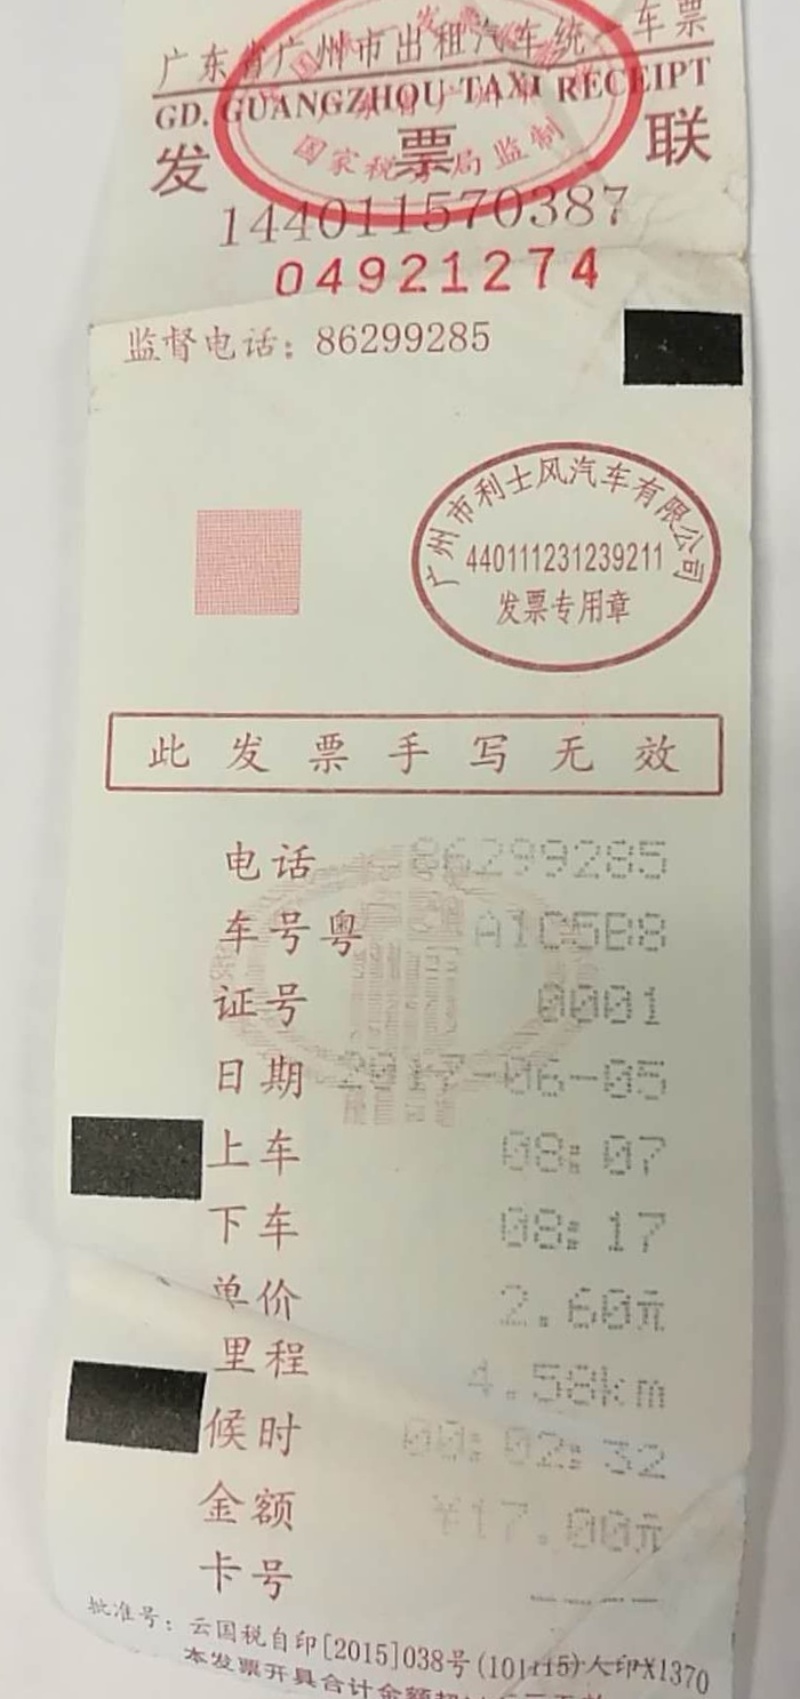 广东省广州市出租汽车统一车票
GD. GUANGZHOU TAXI RECEIPT
发票联
国家税务局监制
144011570387
04921274
监督电话：86299285
广州市利士风汽车有限公司
440111231239211
发票专用章
此发票手写无效
电话 86299285
车号粤 A1C5B8
证号 0001
日期 2017-06-05
上车 08:07
下车 08:17
单价 2.60元
里程 4.58km
候时 00:02:32
金额 ¥17.00元
卡号 ----
批准号：云国税自印[2015]038号(101115)人印X1370
本发票开具合计金额超